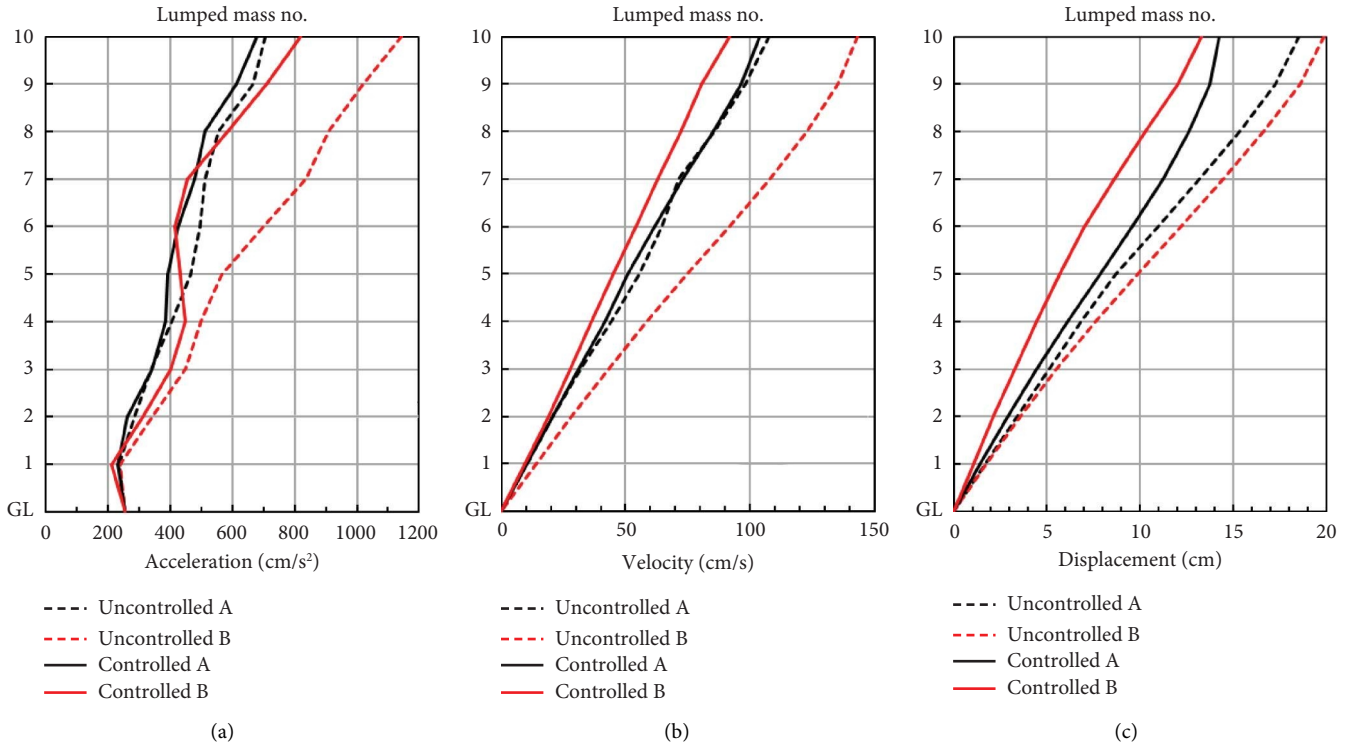 Lumped mass no.
10
9
8
7
6
5
4
3
2
1
GL
0 200 400 600 800 1000 1200
Acceleration (cm/s²)
Uncontrolled A
Uncontrolled B
Controlled A
Controlled B
(a)
Lumped mass no.
10
9
8
7
6
5
4
3
2
1
GL
0 50 100 150
Velocity (cm/s)
Uncontrolled A
Uncontrolled B
Controlled A
Controlled B
(b)
Lumped mass no.
10
9
8
7
6
5
4
3
2
1
GL
0 5 10 15 20
Displacement (cm)
Uncontrolled A
Uncontrolled B
Controlled A
Controlled B
(c)